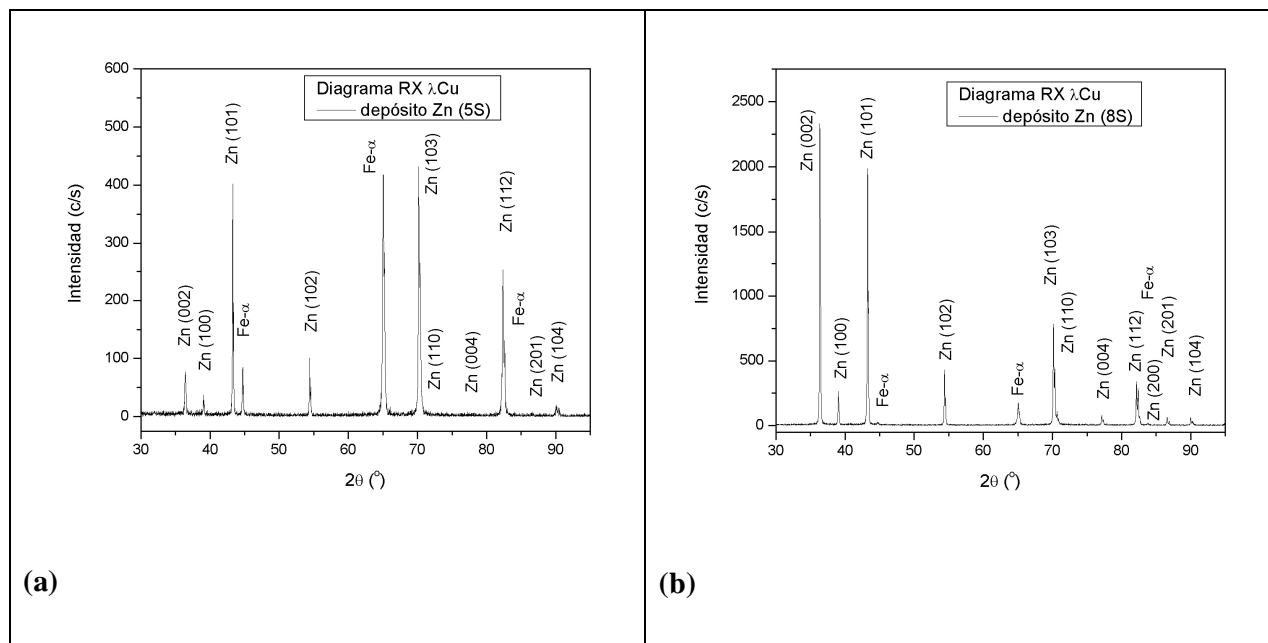 Diagrama RX λCu
depósito Zn (5S)
Intensidad (c/s)
600
500
400
300
200
100
0
Zn (002)
Zn (100)
Zn (101)
Fe-α
Zn (102)
Fe-α
Zn (103)
Zn (110)
Zn (004)
Zn (112)
Fe-α
Zn (201)
Zn (104)
30 40 50 60 70 80 90
2θ (°)
(a)
Diagrama RX λCu
depósito Zn (8S)
Intensidad (c/s)
2500
2000
1500
1000
500
0
Zn (002)
Zn (100)
Zn (101)
Fe-α
Zn (102)
Fe-α
Zn (103)
Zn (110)
Zn (004)
Zn (112)
Zn (200)
Fe-α
Zn (201)
Zn (104)
30 40 50 60 70 80 90
2θ (°)
(b)